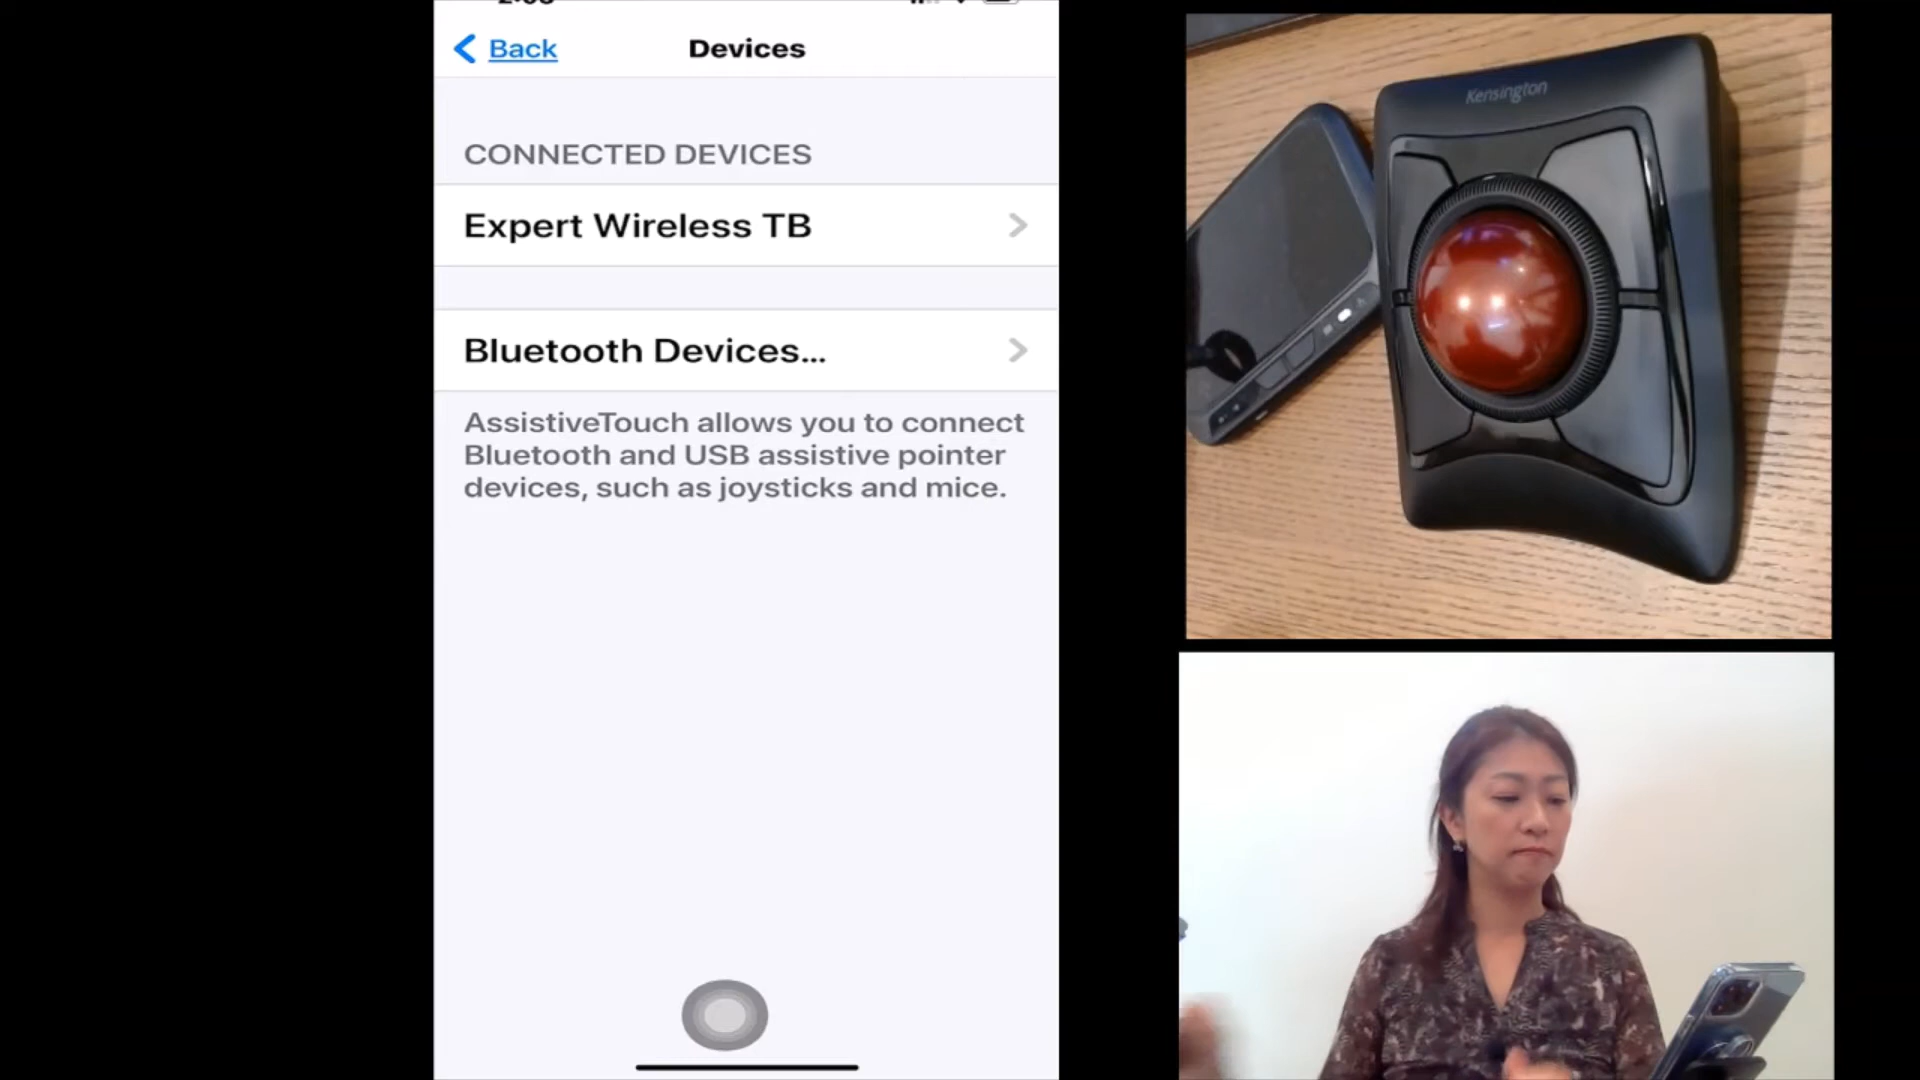 Back
Devices
CONNECTED DEVICES
Expert Wireless TB
Bluetooth Devices...
AssistiveTouch allows you to connect
Bluetooth and USB assistive pointer
devices, such as joysticks and mice.
Kensington